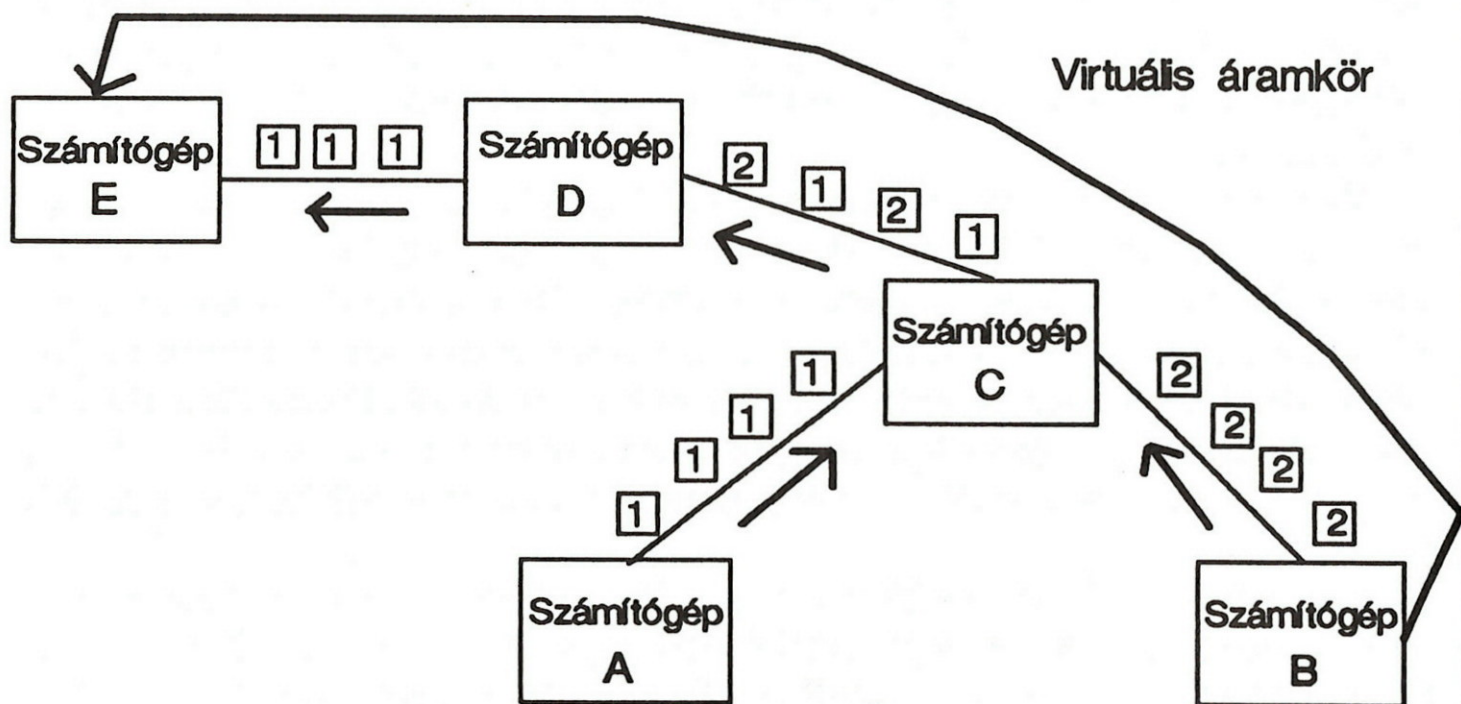 Virtuális áramkör
Számítógép
E
1 1 1
Számítógép
D
2 1 2 1
Számítógép
C
1 1 1 1
2 2 2 2
Számítógép
A
Számítógép
B